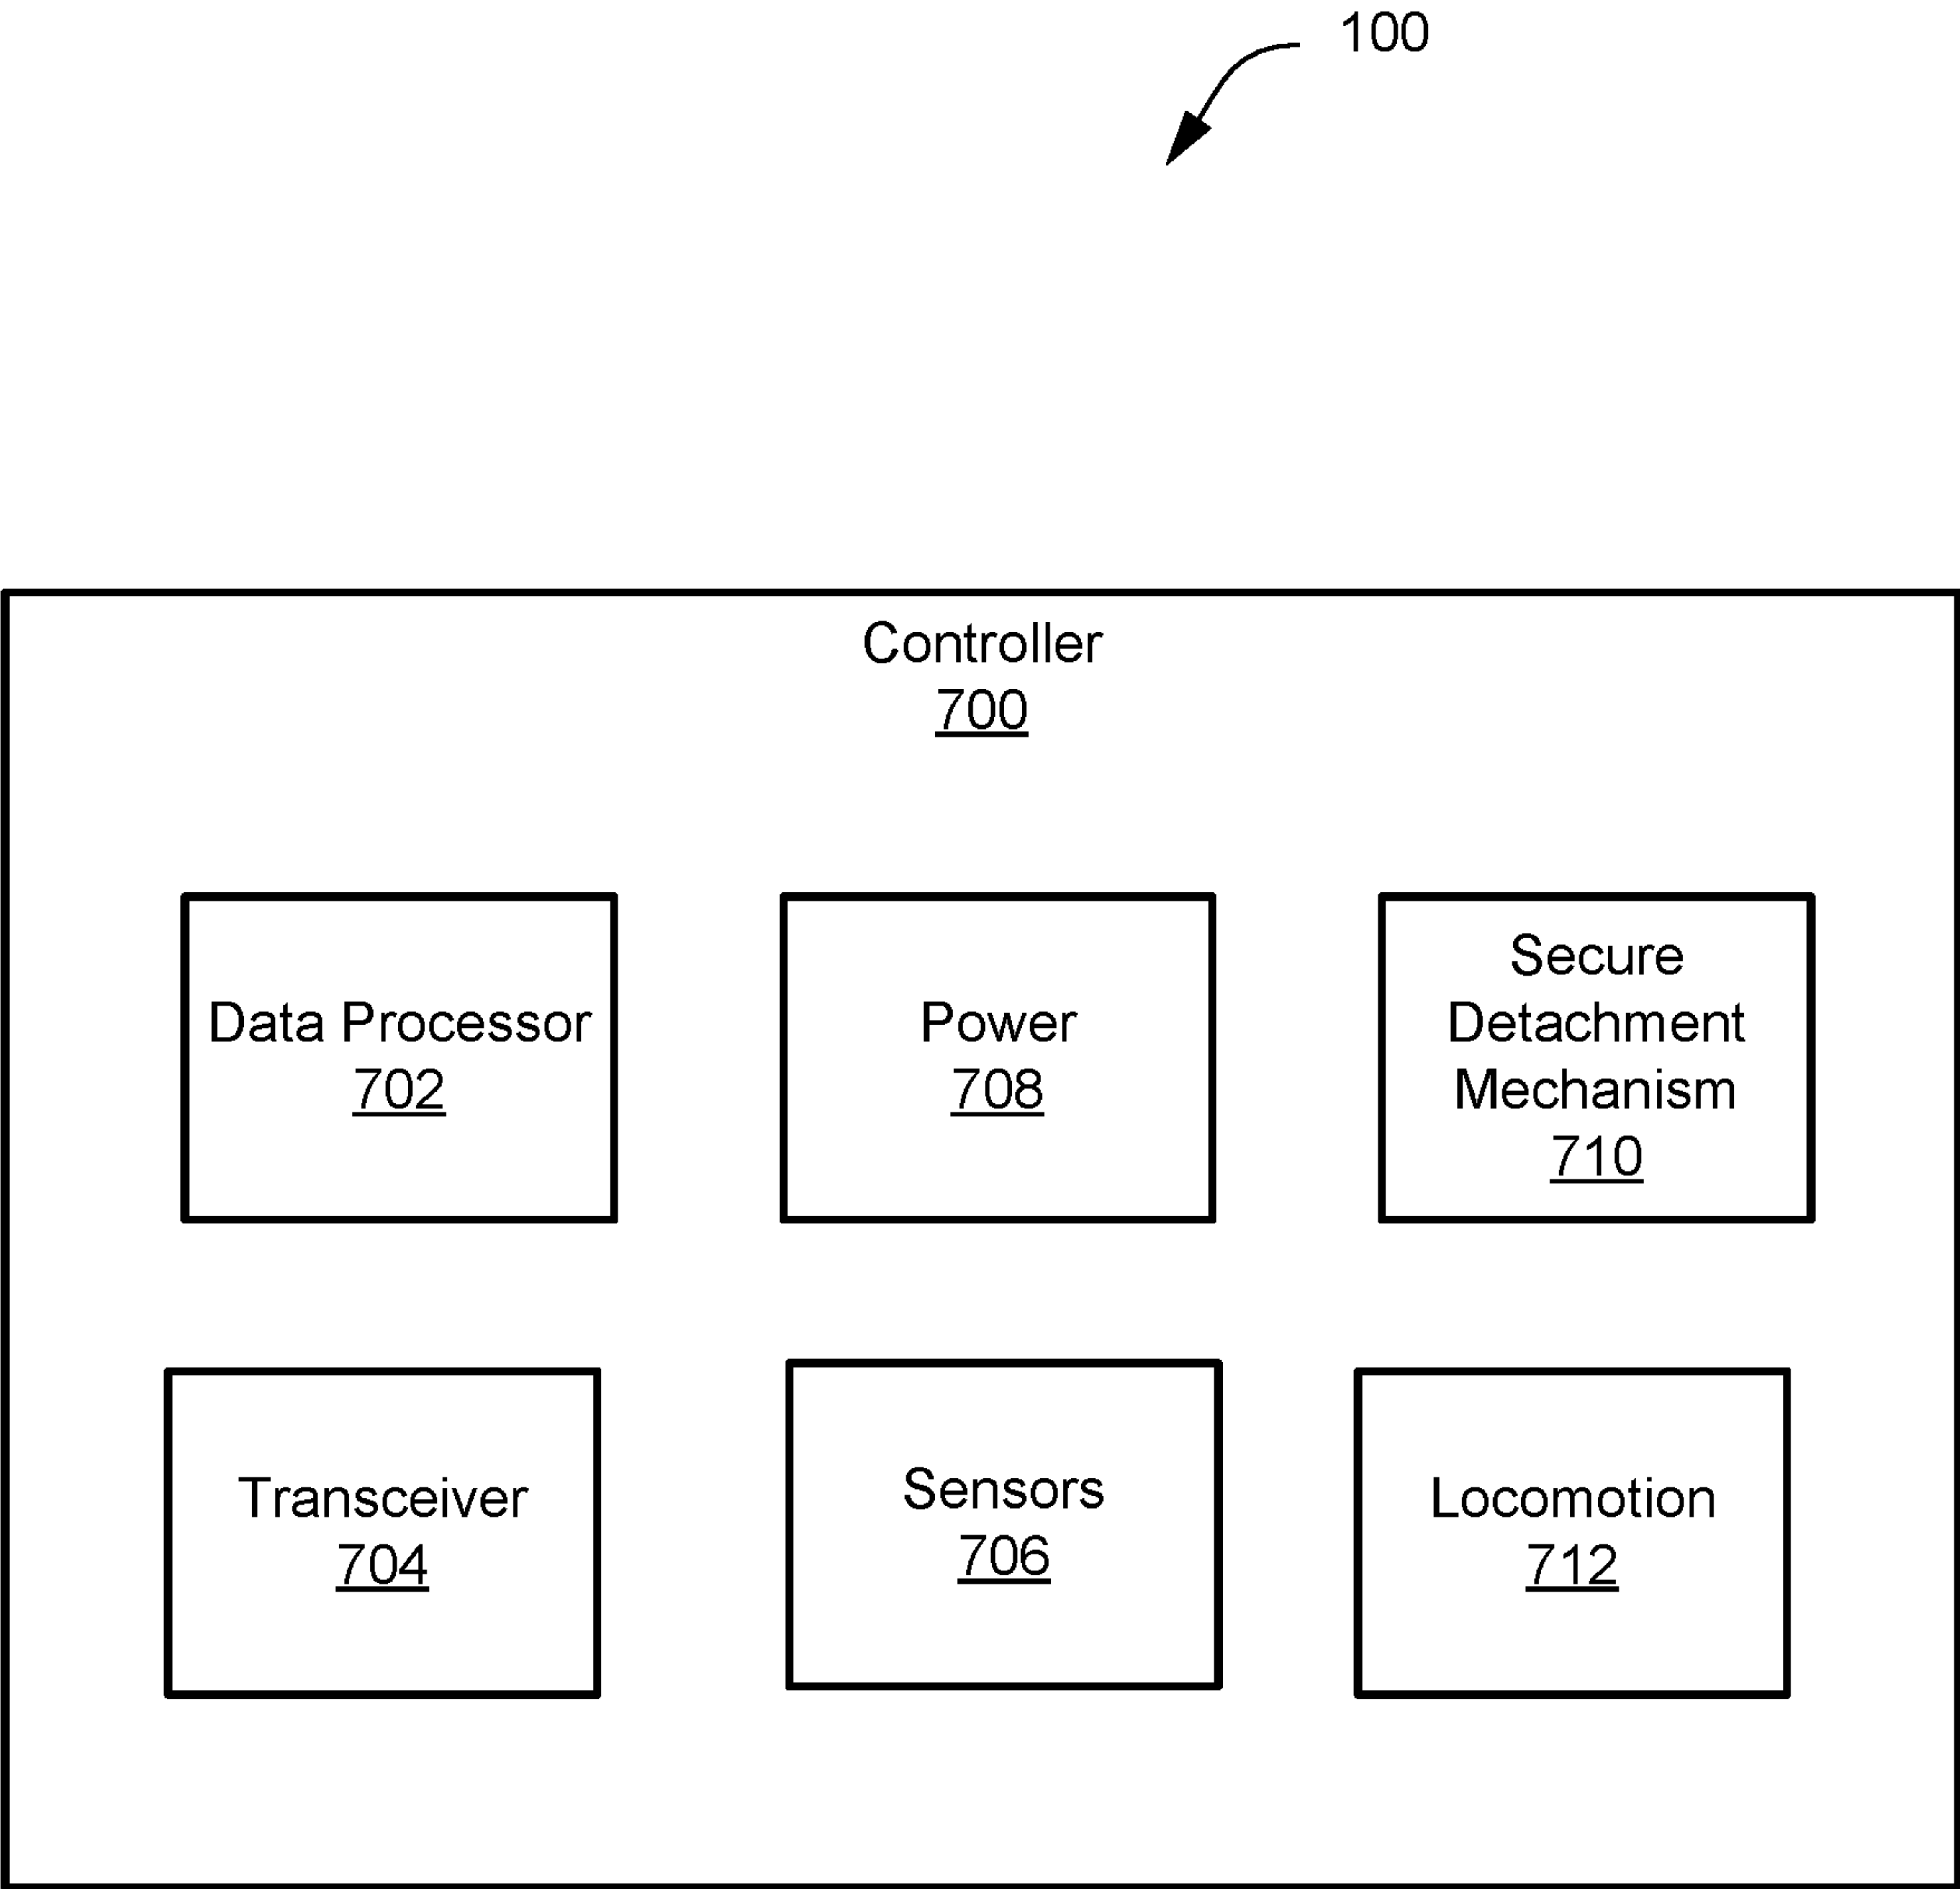 100
Controller
700
Data Processor
702
Power
708
Secure
Detachment
Mechanism
710
Transceiver
704
Sensors
706
Locomotion
712